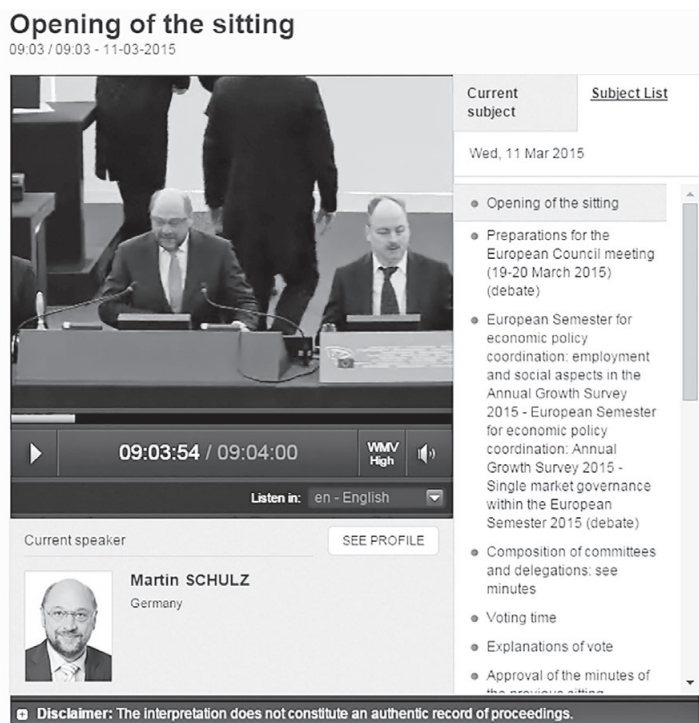 Opening of the sitting
09:03 / 09:03 - 11-03-2015
09:03:54 / 09:04:00
WMV
High
Listen in: en - English
Current speaker
SEE PROFILE
Martin SCHULZ
Germany
Current
subject
Subject List
Wed, 11 Mar 2015
Opening of the sitting
Preparations for the
European Council meeting
(19-20 March 2015)
(debate)
European Semester for
economic policy
coordination: employment
and social aspects in the
Annual Growth Survey
2015 - European Semester
for economic policy
coordination: Annual
Growth Survey 2015 -
Single market governance
within the European
Semester 2015 (debate)
Composition of committees
and delegations: see
minutes
Voting time
Explanations of vote
Approval of the minutes of
the previous sitting
Disclaimer: The interpretation does not constitute an authentic record of proceedings.